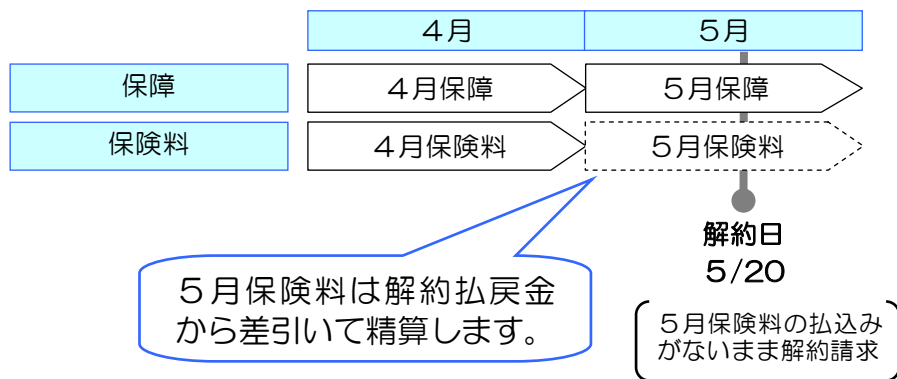 ４月 ５月
保障 ４月保障 ５月保障
保険料 ４月保険料 ５月保険料
解約日
5/20
５月保険料は解約払戻金
から差引いて精算します。
５月保険料の払込み
がないまま解約請求